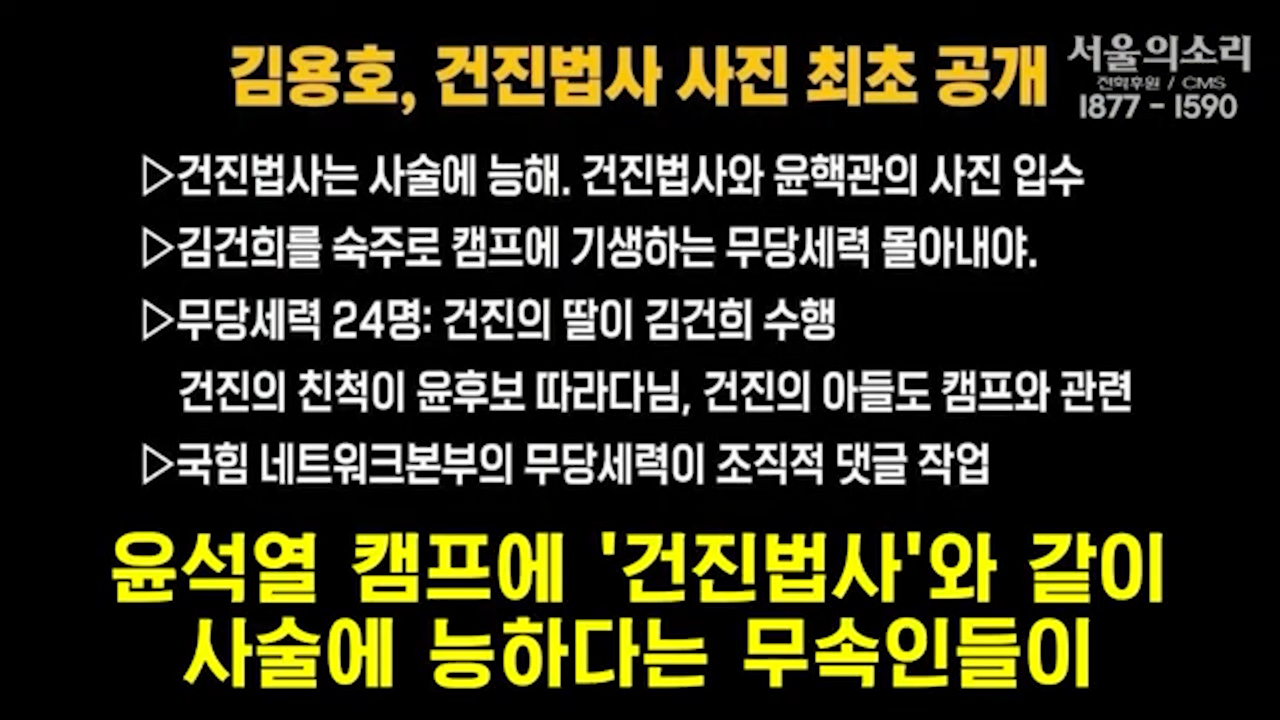 김용호, 건진법사 사진 최초 공개
서울의소리
전화후원 / CMS
1877 - 1590
▷건진법사는 사술에 능해. 건진법사와 윤핵관의 사진 입수
▷김건희를 숙주로 캠프에 기생하는 무당세력 몰아내야.
▷무당세력 24명: 건진의 딸이 김건희 수행
건진의 친척이 윤후보 따라다님, 건진의 아들도 캠프와 관련
▷국힘 네트워크본부의 무당세력이 조직적 댓글 작업
윤석열 캠프에 '건진법사'와 같이
사술에 능하다는 무속인들이